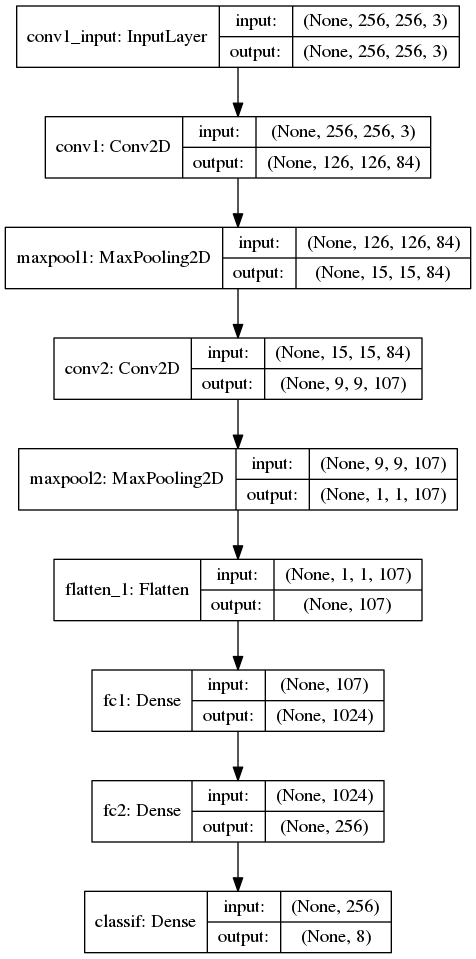 conv1_input: InputLayer
input: (None, 256, 256, 3)
output: (None, 256, 256, 3)
conv1: Conv2D
input: (None, 256, 256, 3)
output: (None, 126, 126, 84)
maxpool1: MaxPooling2D
input: (None, 126, 126, 84)
output: (None, 15, 15, 84)
conv2: Conv2D
input: (None, 15, 15, 84)
output: (None, 9, 9, 107)
maxpool2: MaxPooling2D
input: (None, 9, 9, 107)
output: (None, 1, 1, 107)
flatten_1: Flatten
input: (None, 1, 1, 107)
output: (None, 107)
fc1: Dense
input: (None, 107)
output: (None, 1024)
fc2: Dense
input: (None, 1024)
output: (None, 256)
classif: Dense
input: (None, 256)
output: (None, 8)